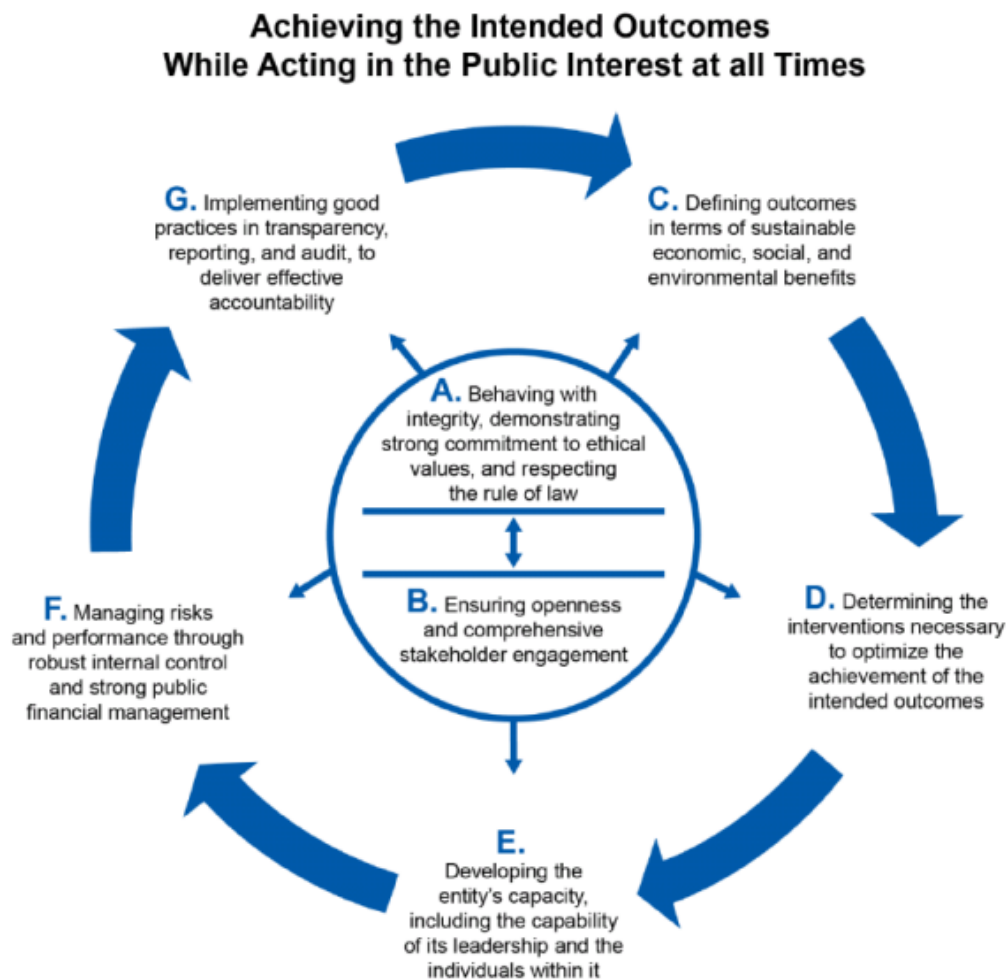 Achieving the Intended Outcomes
While Acting in the Public Interest at all Times
G. Implementing good
practices in transparency,
reporting, and audit, to
deliver effective
accountability
C. Defining outcomes
in terms of sustainable
economic, social, and
environmental benefits
A. Behaving with
integrity, demonstrating
strong commitment to ethical
values, and respecting
the rule of law
B. Ensuring openness
and comprehensive
stakeholder engagement
F. Managing risks
and performance through
robust internal control
and strong public
financial management
D. Determining the
interventions necessary
to optimize the
achievement of the
intended outcomes
E.
Developing the
entity's capacity,
including the capability
of its leadership and the
individuals within it